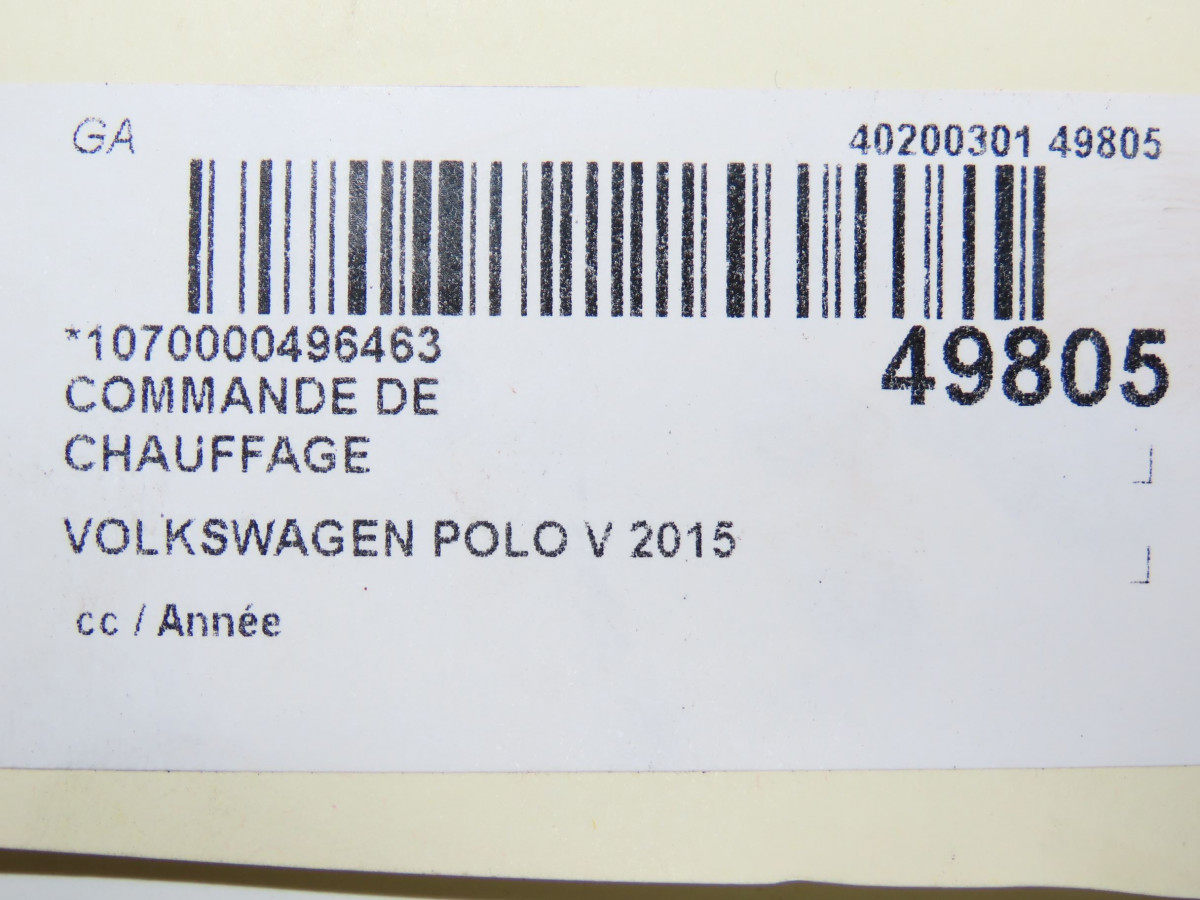 GA
40200301 49805
*1070000496463
49805
COMMANDE DE
CHAUFFAGE
VOLKSWAGEN POLO V 2015
cc / Année